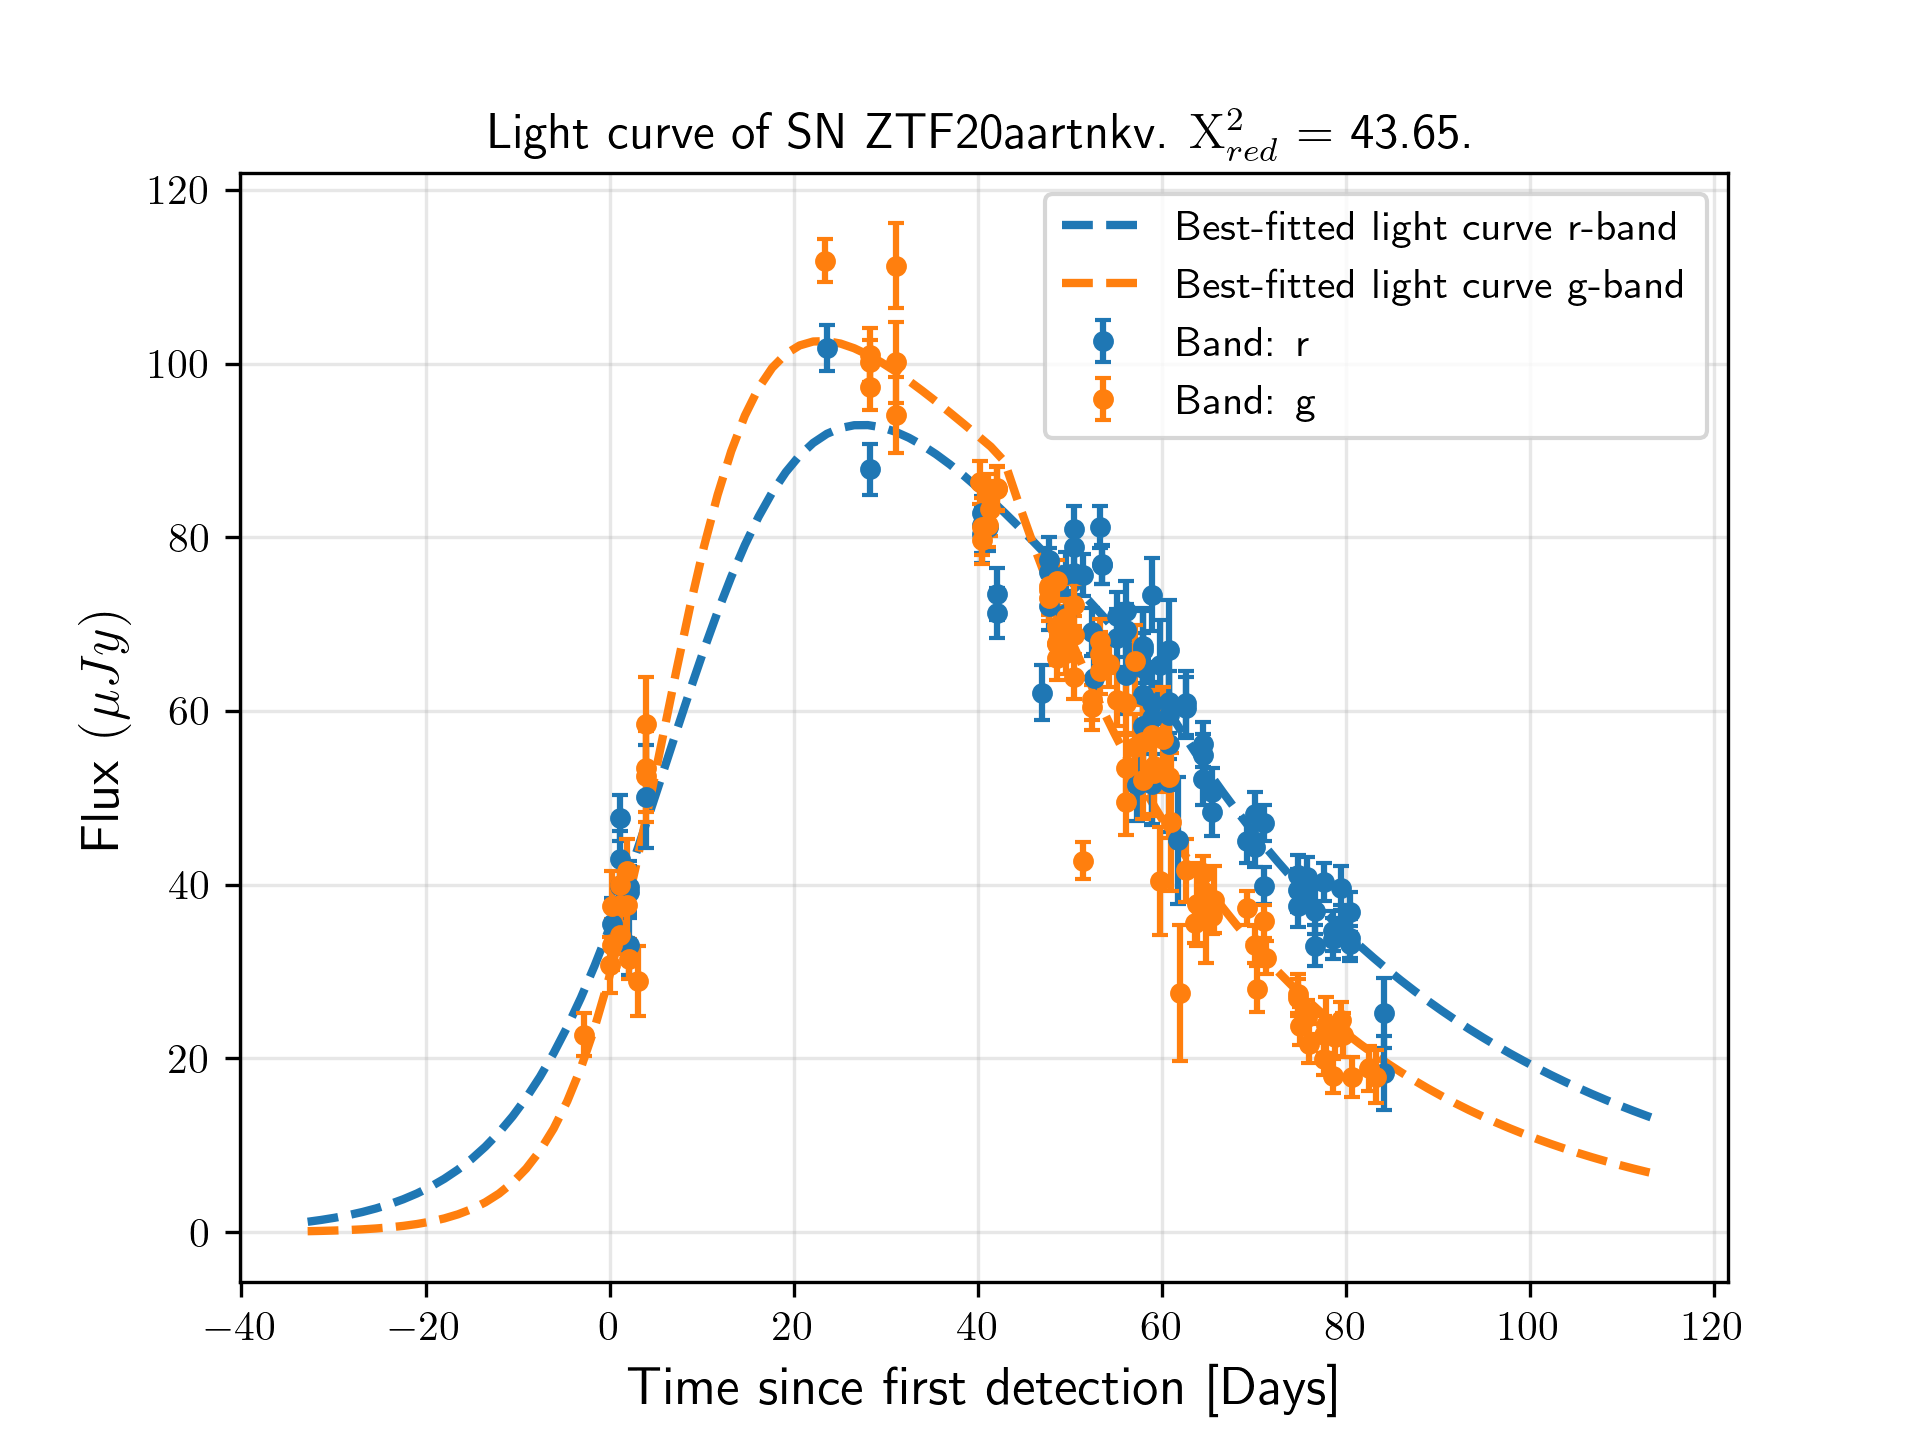 Light curve of SN ZTF20aartnkv. X²red = 43.65.
Best-fitted light curve r-band
Best-fitted light curve g-band
Band: r
Band: g
120
100
80
60
40
20
0
Flux (μJy)
−40 −20 0 20 40 60 80 100 120
Time since first detection [Days]